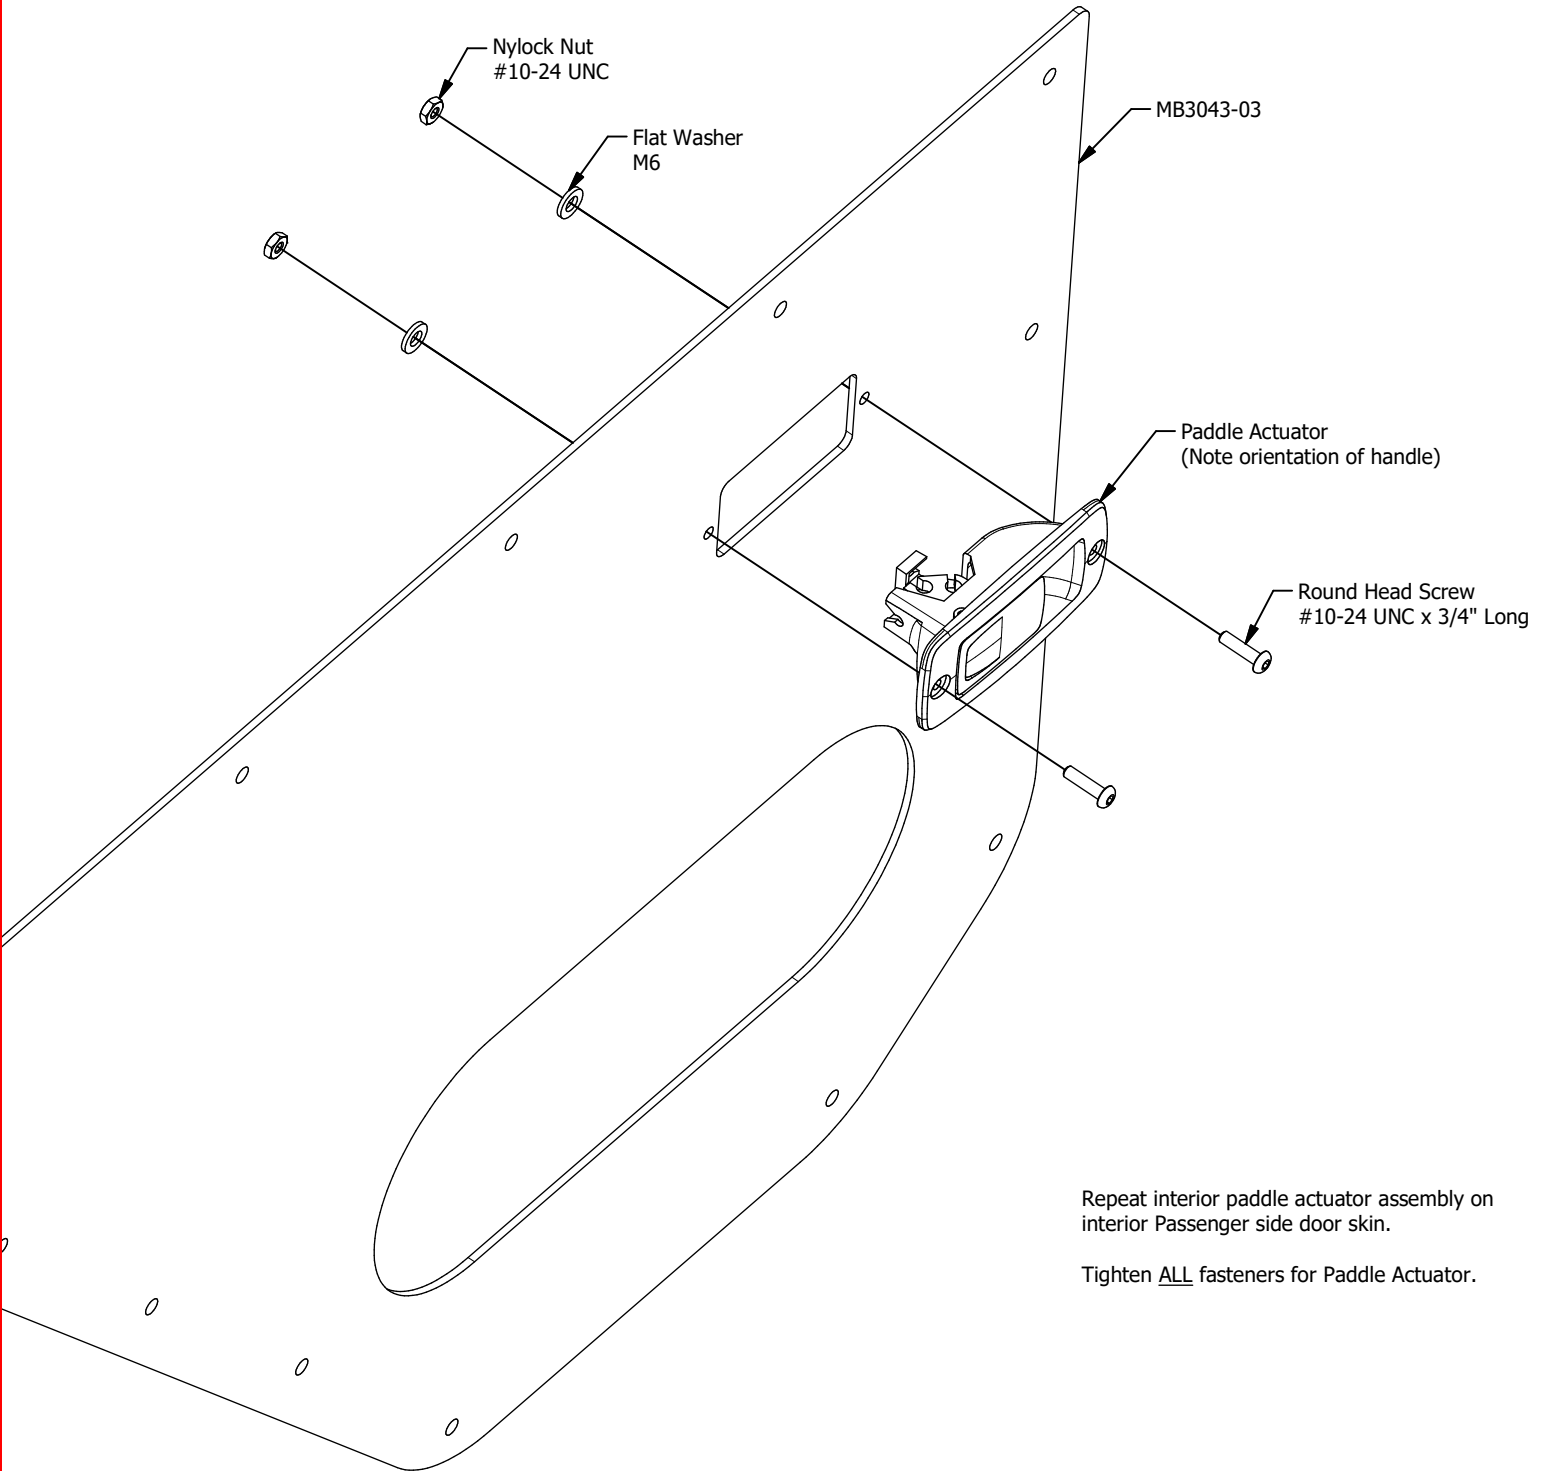 Nylock Nut
#10-24 UNC
Flat Washer
M6
MB3043-03
Paddle Actuator
(Note orientation of handle)
Round Head Screw
#10-24 UNC x 3/4" Long
Repeat interior paddle actuator assembly on
interior Passenger side door skin.
Tighten ALL fasteners for Paddle Actuator.